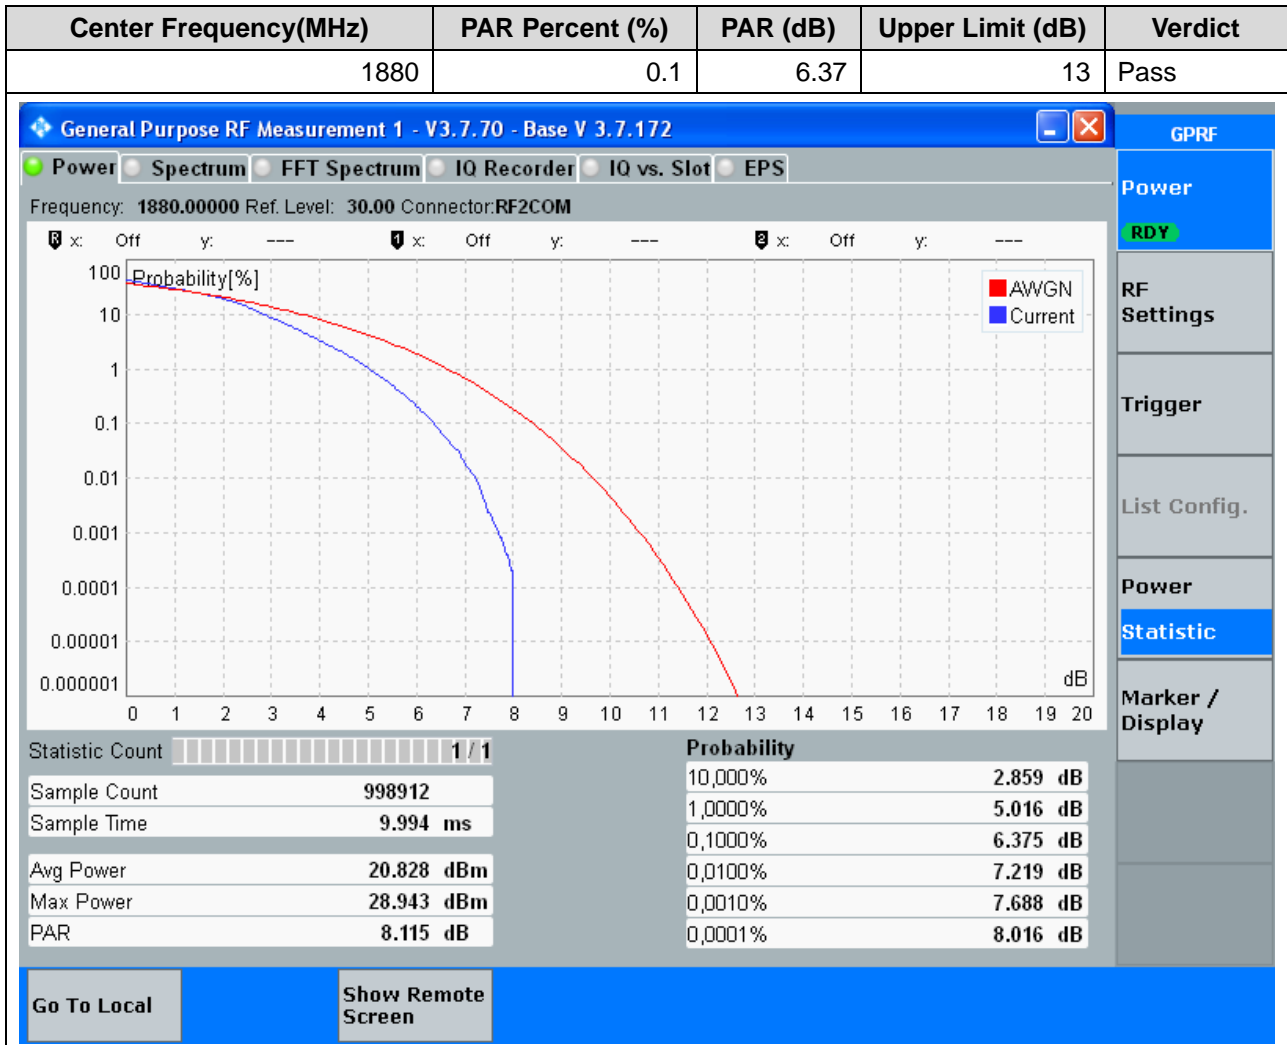 Center Frequency(MHz) PAR Percent (%) PAR (dB) Upper Limit (dB) Verdict
1880 0.1 6.37 13 Pass
General Purpose RF Measurement 1 - V3.7.70 - Base V 3.7.172
GPRF
Power Spectrum FFT Spectrum IQ Recorder IQ vs. Slot EPS
Frequency: 1880.00000 Ref. Level: 30.00 Connector:RF2COM
R x: Off y: --- 1 x: Off y: --- 2 x: Off y: ---
Probability[%]
AWGN
Current
100
10
1
0.1
0.01
0.001
0.0001
0.00001
0.000001
dB
0 1 2 3 4 5 6 7 8 9 10 11 12 13 14 15 16 17 18 19 20
Statistic Count 1 / 1
Sample Count 998912
Sample Time 9.994 ms
Avg Power 20.828 dBm
Max Power 28.943 dBm
PAR 8.115 dB
Probability
10,000% 2.859 dB
1,0000% 5.016 dB
0,1000% 6.375 dB
0,0100% 7.219 dB
0,0010% 7.688 dB
0,0001% 8.016 dB
Power
RDY
RF
Settings
Trigger
List Config.
Power
Statistic
Marker /
Display
Go To Local
Show Remote
Screen